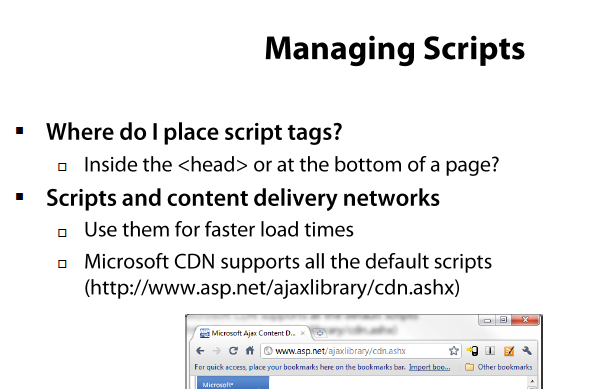 Managing Scripts
Where do I place script tags?
Inside the <head> or at the bottom of a page?
Scripts and content delivery networks
Use them for faster load times
Microsoft CDN supports all the default scripts
(http://www.asp.net/ajaxlibrary/cdn.ashx)
Microsoft Ajax Content D...
www.asp.net/ajaxlibrary/cdn.ashx
For quick access, place your bookmarks here on the bookmarks bar. Import boo... Other bookmarks
Microsoft*